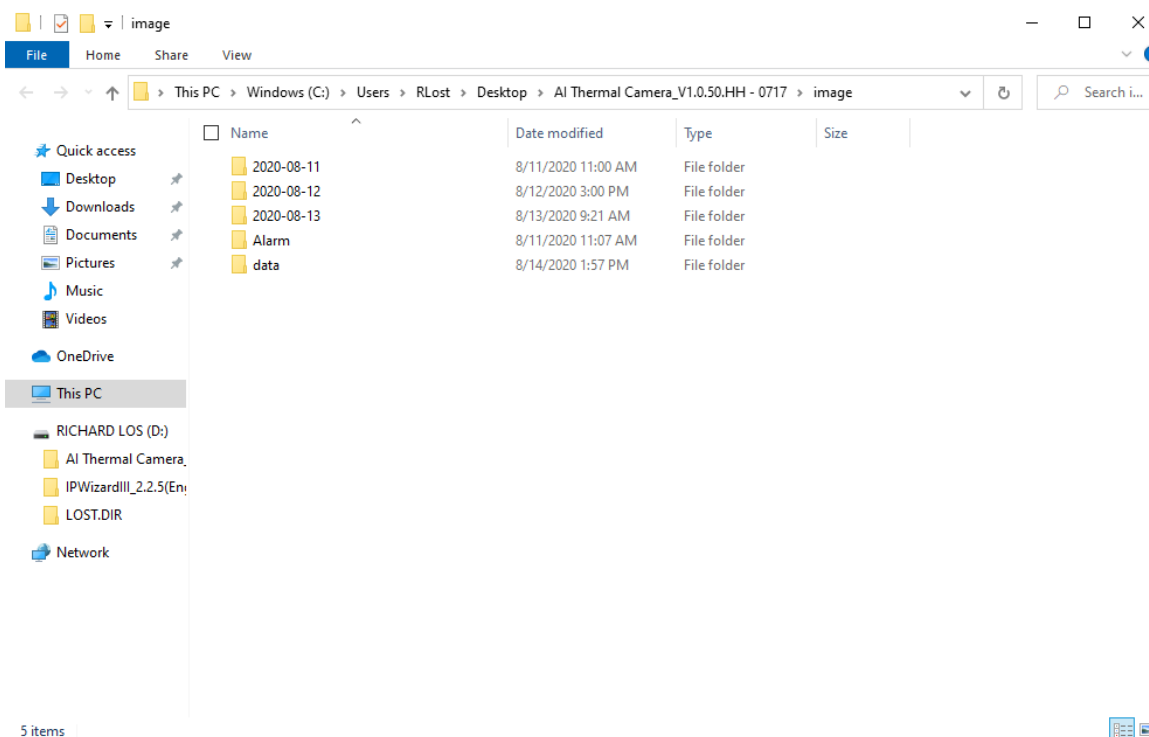 image
File Home Share View
This PC > Windows (C:) > Users > RLost > Desktop > AI Thermal Camera_V1.0.50.HH - 0717 > image
Search i...
Name Date modified Type Size
Quick access
Desktop
Downloads
Documents
Pictures
Music
Videos
OneDrive
This PC
RICHARD LOS (D:)
AI Thermal Camera_
IPWizardIII_2.2.5(En
LOST.DIR
Network
2020-08-11 8/11/2020 11:00 AM File folder
2020-08-12 8/12/2020 3:00 PM File folder
2020-08-13 8/13/2020 9:21 AM File folder
Alarm 8/11/2020 11:07 AM File folder
data 8/14/2020 1:57 PM File folder
5 items